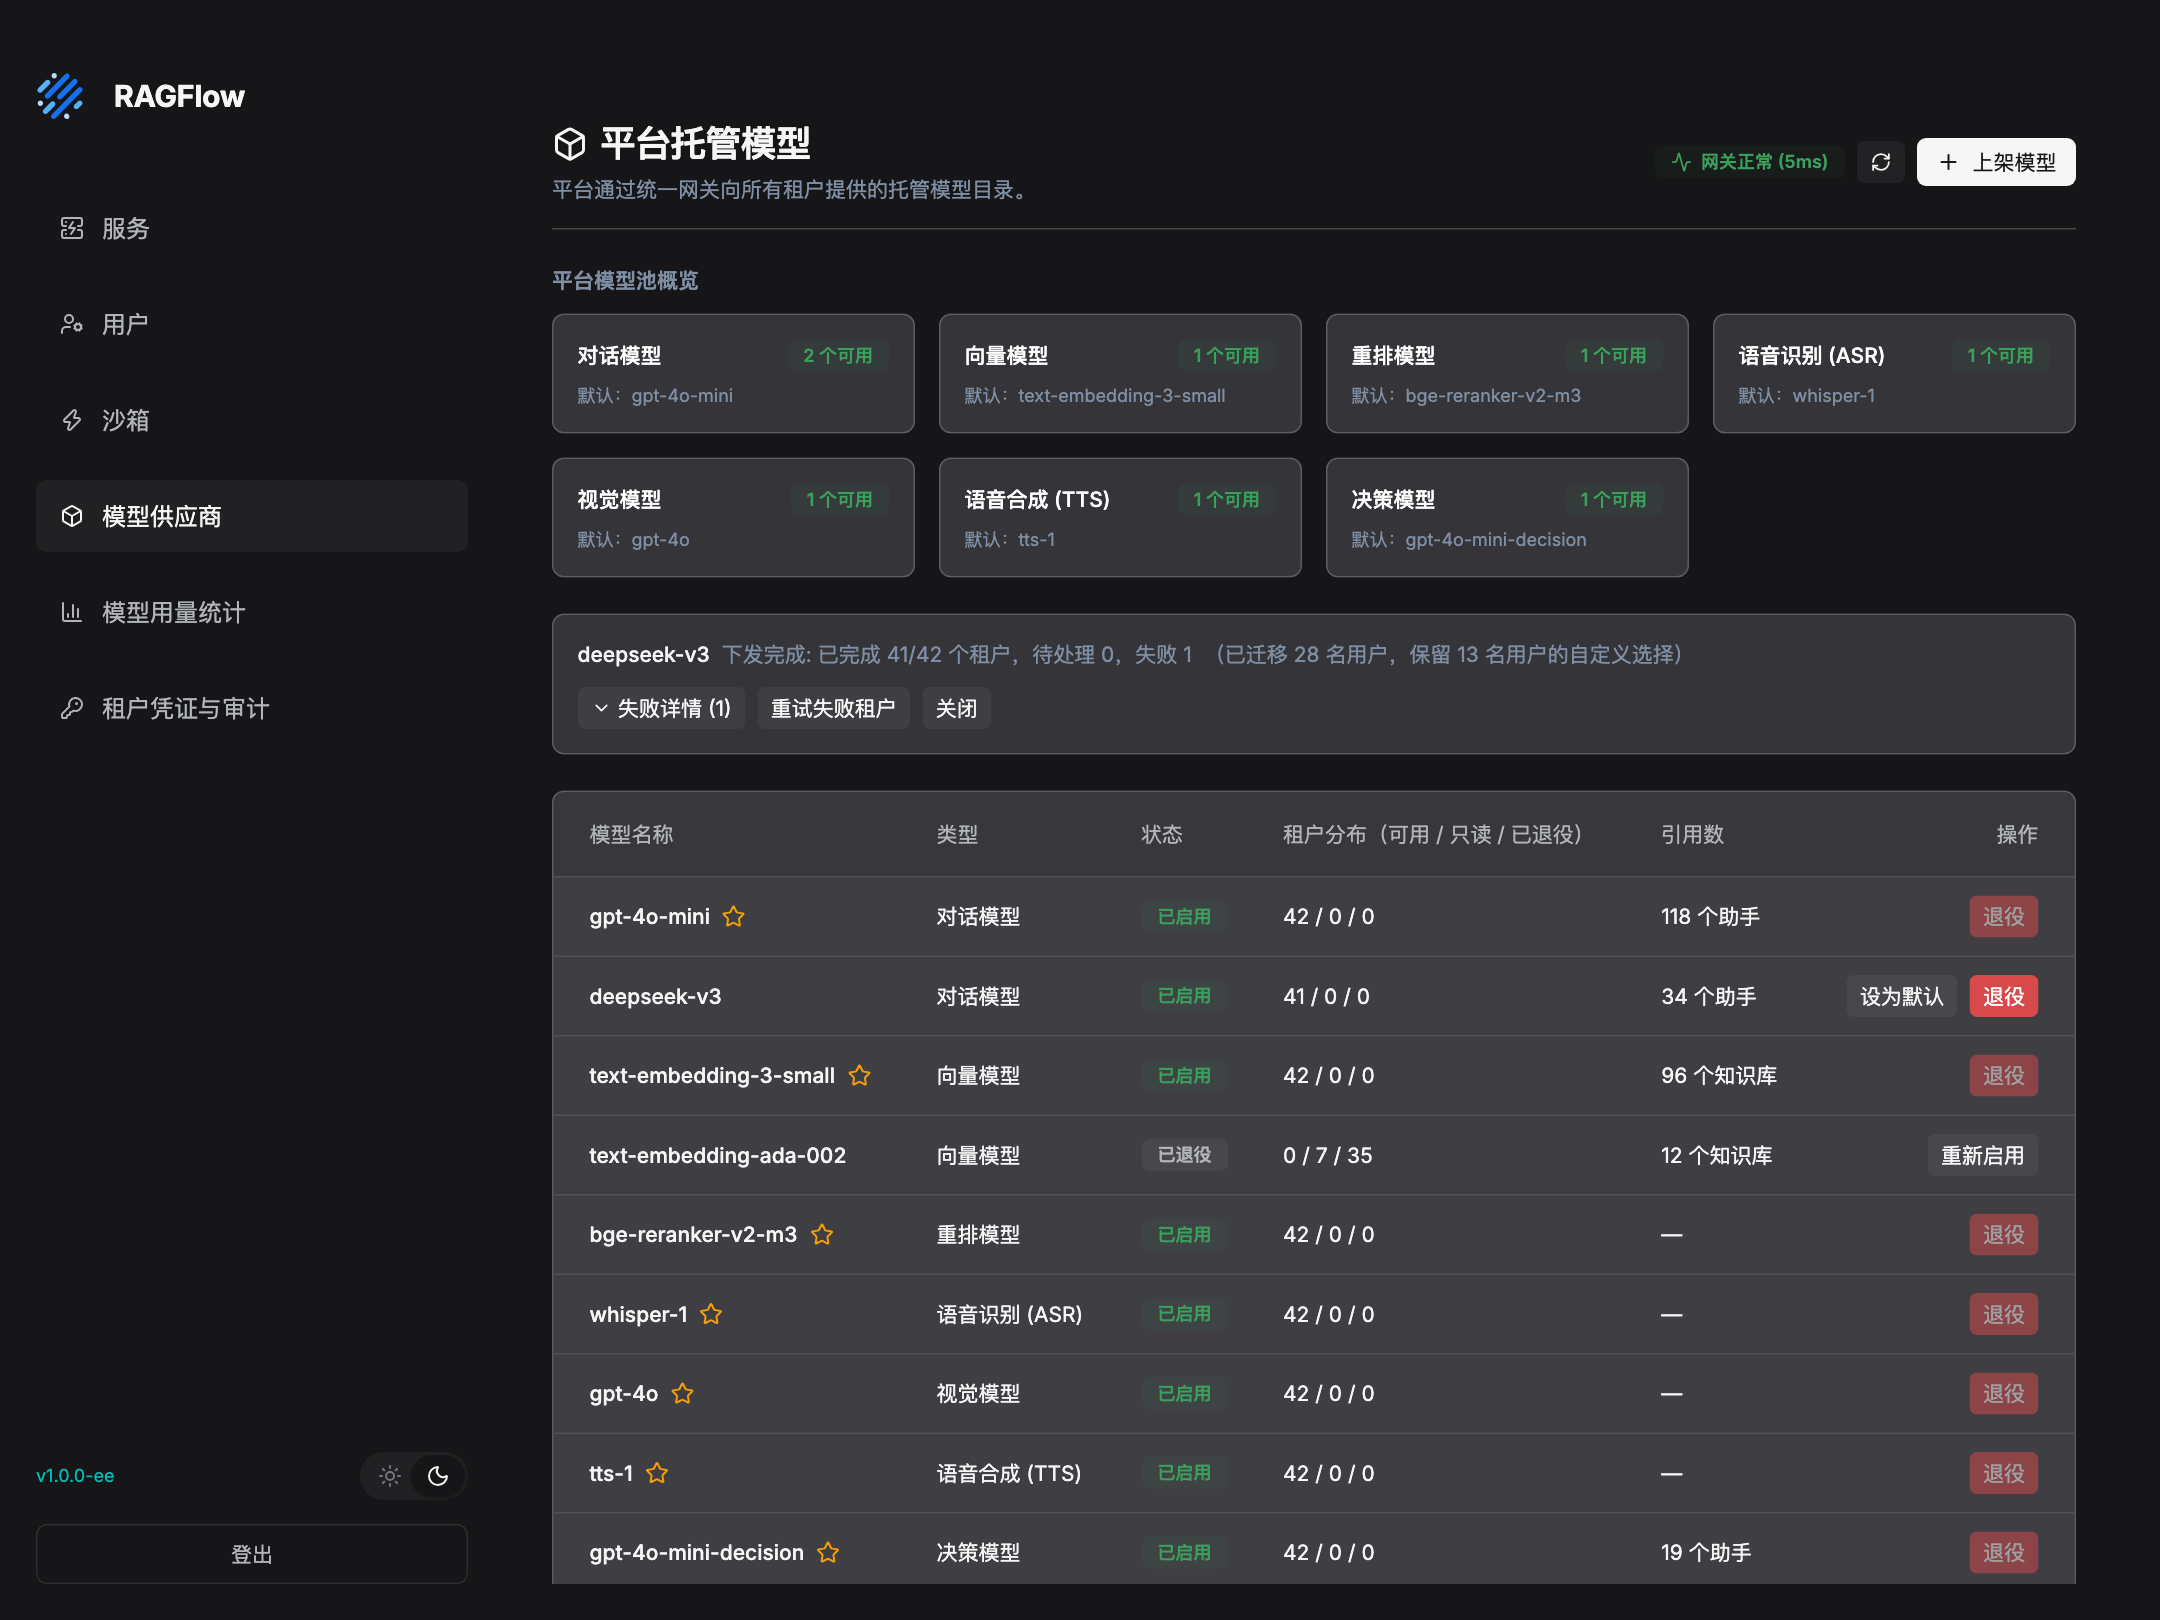 RAGFlow
服务
用户
沙箱
模型供应商
模型用量统计
租户凭证与审计
v1.0.0-ee
登出
平台托管模型
平台通过统一网关向所有租户提供的托管模型目录。
网关正常 (5ms)
上架模型
平台模型池概览
对话模型 2 个可用
默认：gpt-4o-mini
向量模型 1 个可用
默认：text-embedding-3-small
重排模型 1 个可用
默认：bge-reranker-v2-m3
语音识别 (ASR) 1 个可用
默认：whisper-1
视觉模型 1 个可用
默认：gpt-4o
语音合成 (TTS) 1 个可用
默认：tts-1
决策模型 1 个可用
默认：gpt-4o-mini-decision
deepseek-v3 下发完成: 已完成 41/42 个租户，待处理 0，失败 1 （已迁移 28 名用户，保留 13 名用户的自定义选择）
失败详情 (1) 重试失败租户 关闭
模型名称 类型 状态 租户分布（可用 / 只读 / 已退役） 引用数 操作
gpt-4o-mini 对话模型 已启用 42 / 0 / 0 118 个助手 退役
deepseek-v3 对话模型 已启用 41 / 0 / 0 34 个助手 设为默认 退役
text-embedding-3-small 向量模型 已启用 42 / 0 / 0 96 个知识库 退役
text-embedding-ada-002 向量模型 已退役 0 / 7 / 35 12 个知识库 重新启用
bge-reranker-v2-m3 重排模型 已启用 42 / 0 / 0 — 退役
whisper-1 语音识别 (ASR) 已启用 42 / 0 / 0 — 退役
gpt-4o 视觉模型 已启用 42 / 0 / 0 — 退役
tts-1 语音合成 (TTS) 已启用 42 / 0 / 0 — 退役
gpt-4o-mini-decision 决策模型 已启用 42 / 0 / 0 19 个助手 退役